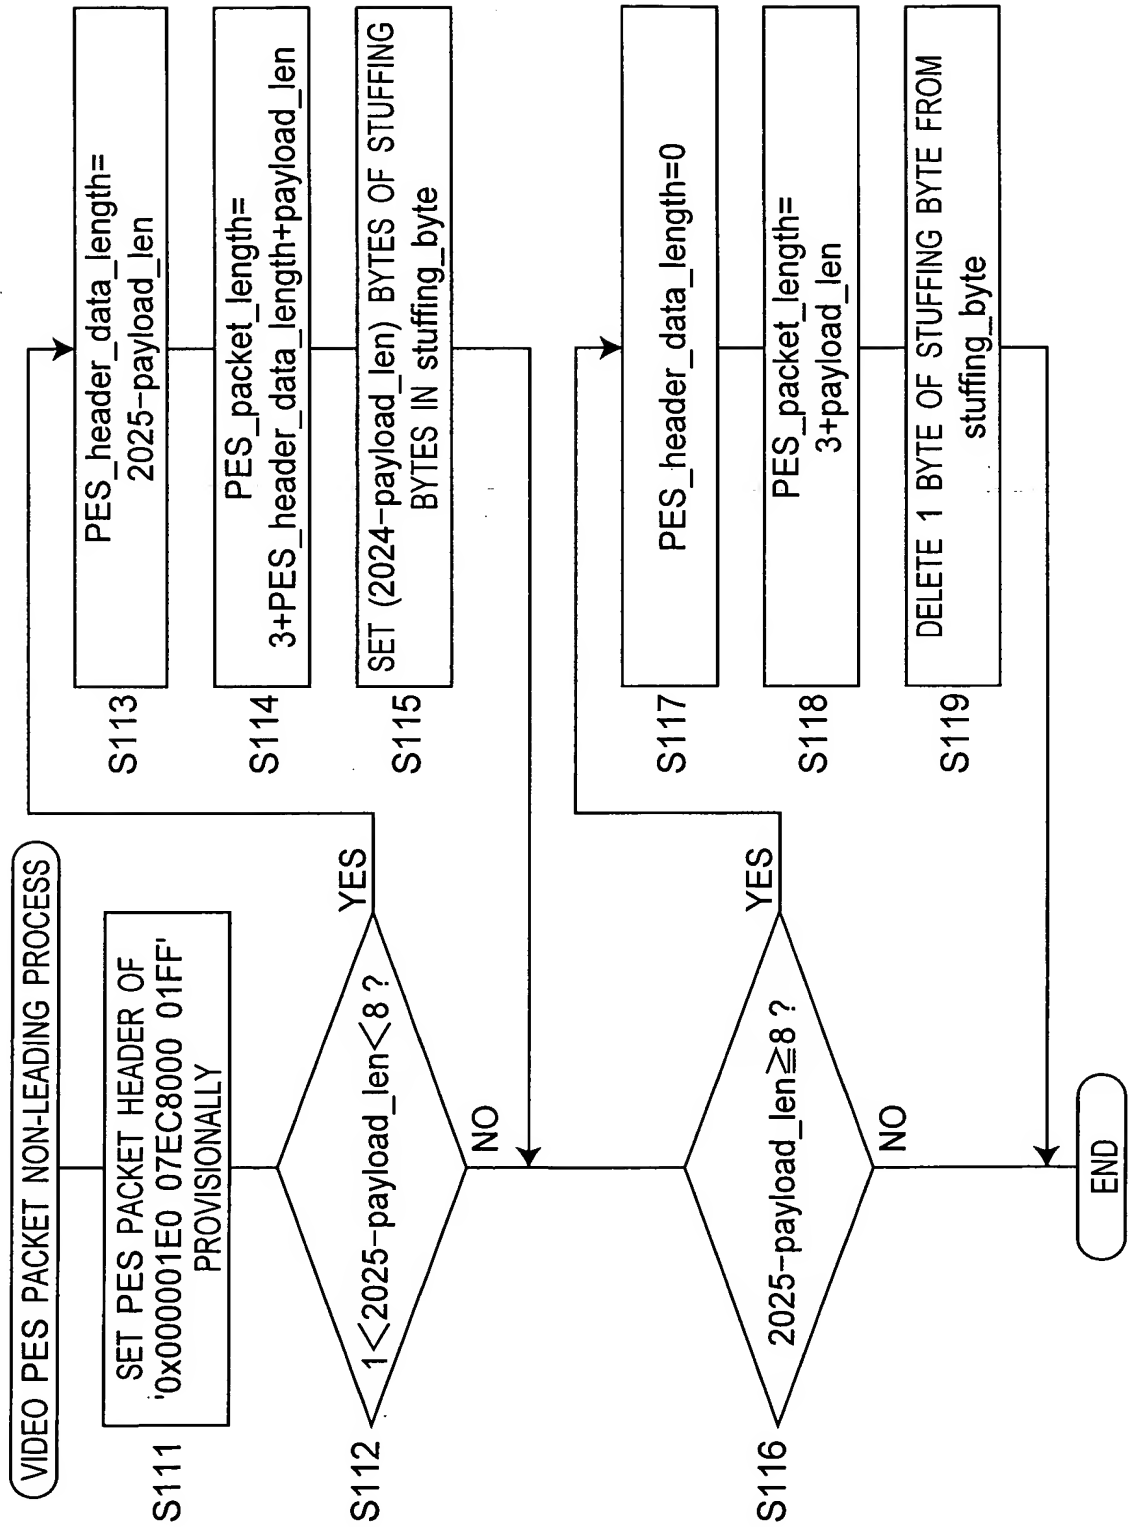 VIDEO PES PACKET NON-LEADING PROCESS
S111
SET PES PACKET HEADER OF
'0x000001E0 07EC8000 01FF'
PROVISIONALLY
S112
1<2025-payload_len<8 ?
YES
NO
S113
PES_header_data_length=
2025-payload_len
S114
PES_packet_length=
3+PES_header_data_length+payload_len
S115
SET (2024-payload_len) BYTES OF STUFFING
BYTES IN stuffing_byte
S116
2025-payload_len≧8 ?
YES
NO
S117
PES_header_data_length=0
S118
PES_packet_length=
3+payload_len
S119
DELETE 1 BYTE OF STUFFING BYTE FROM
stuffing_byte
END